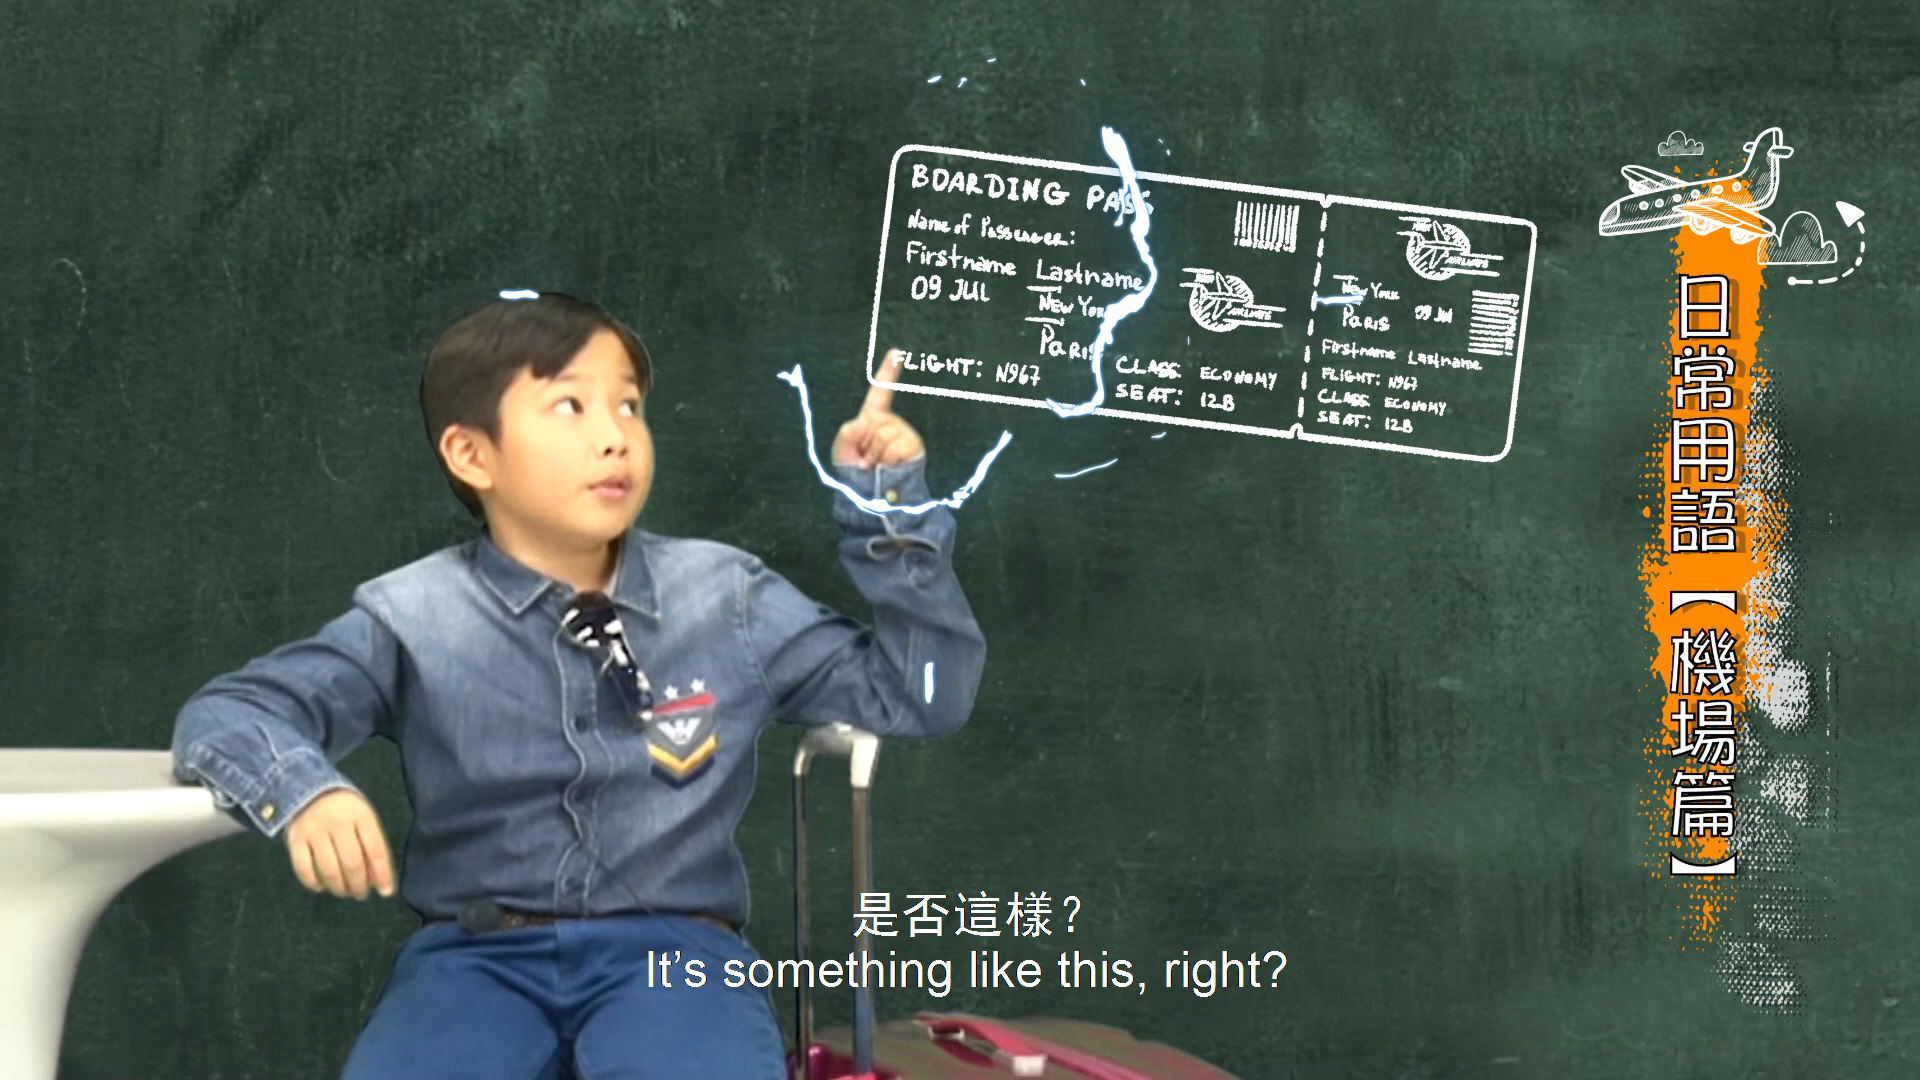 BOARDING PASS
Name of Passenger:
Firstname Lastname
09 JUL
New York
Paris
FLIGHT: N967
CLASS ECONOMY
SEAT: 12B
AIRLINES
AIRLINES
New York
Paris
09 Jul
Firstname Lastname
FLIGHT: N967
CLASS ECONOMY
SEAT: 12B
日常用語【機場篇】
是否這樣?
It's something like this, right?